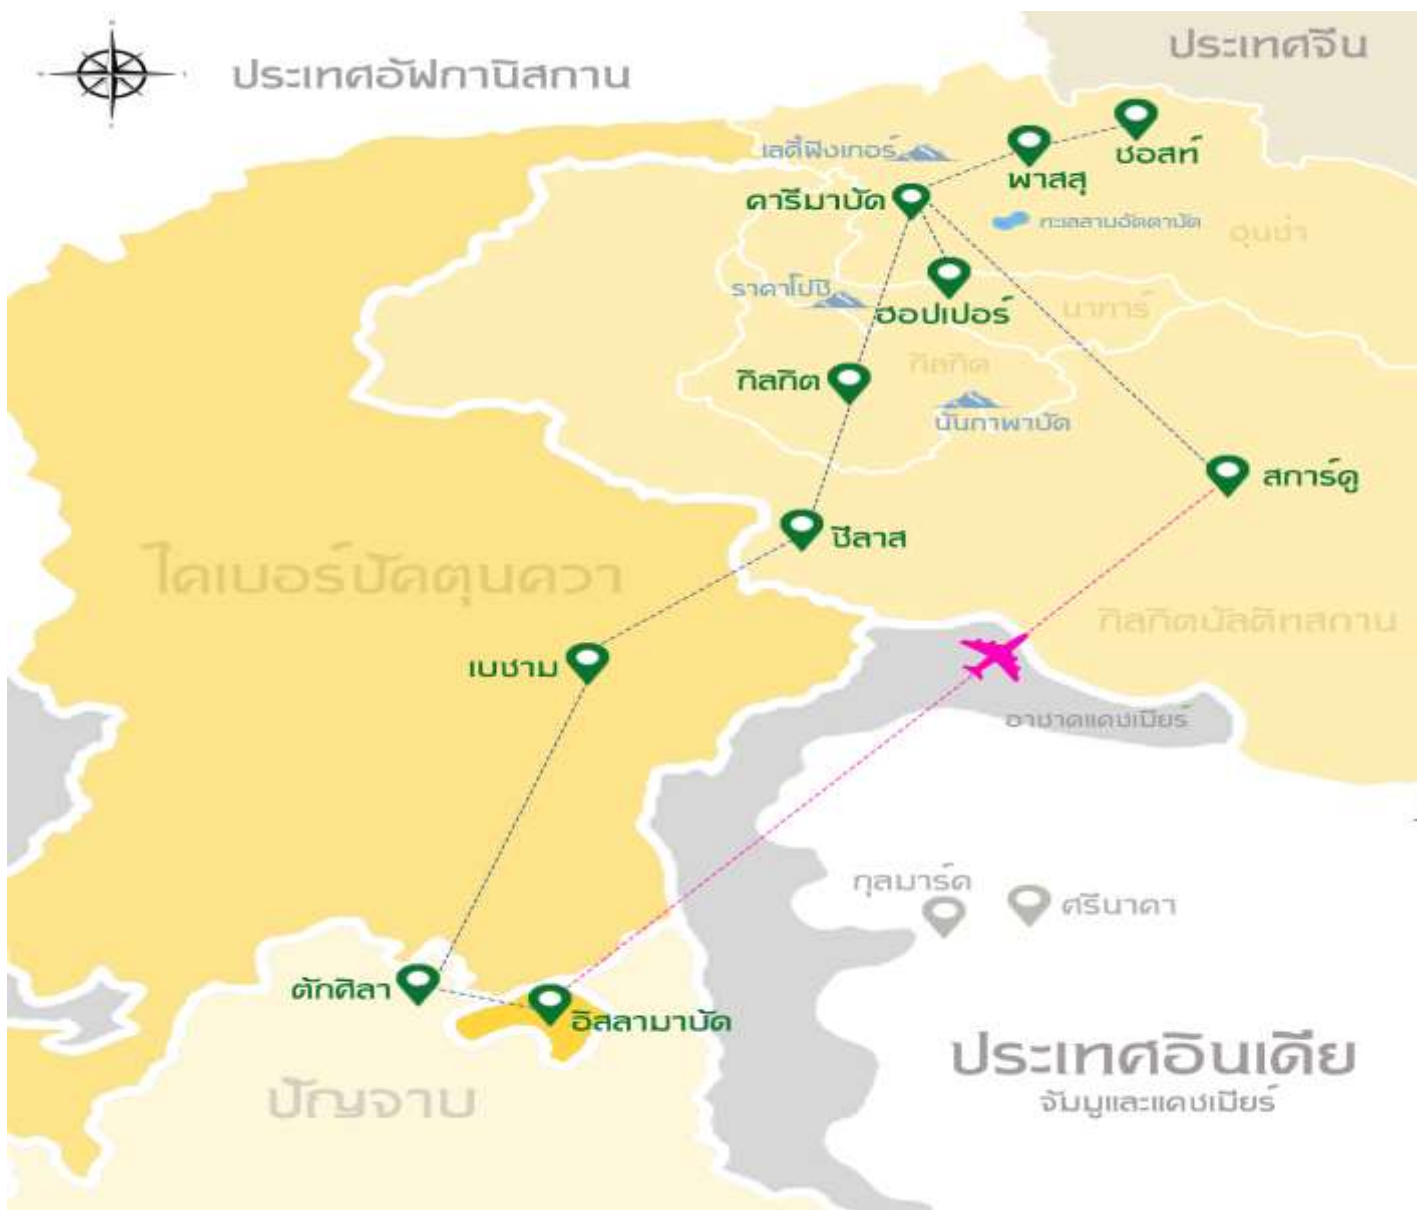 ประเทศจีน
ประเทศอัฟกานิสถาน
เลดี้ฟิงเกอร์
ซอสท์
พาสสุ
คารีมาบัด
ทะเลสาบอัตตาบัด
ฮุนซ่า
ราคาโปชิ
ฮอปเปอร์
นาการ์
กิลกิต
กิลกิต
นันกาพาบัด
สการ์ดู
ชีลาส
ไคเบอร์ปัคตุนควา
กิลกิตบัลติทสถาน
เบชาม
อาซาดแคชเมียร์
กุลมาร์ค
ศรีนาคา
ตักศิลา
อิสลามาบัด
ประเทศอินเดีย
จัมมูและแคชเมียร์
ปัญจาบ